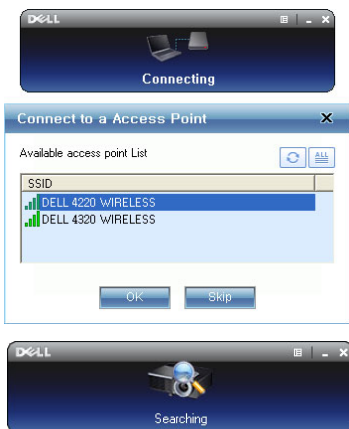 DELL
Connecting
Connect to a Access Point
Available access point List
ALL
SSID
DELL 4220 WIRELESS
DELL 4320 WIRELESS
OK Skip
DELL
Searching